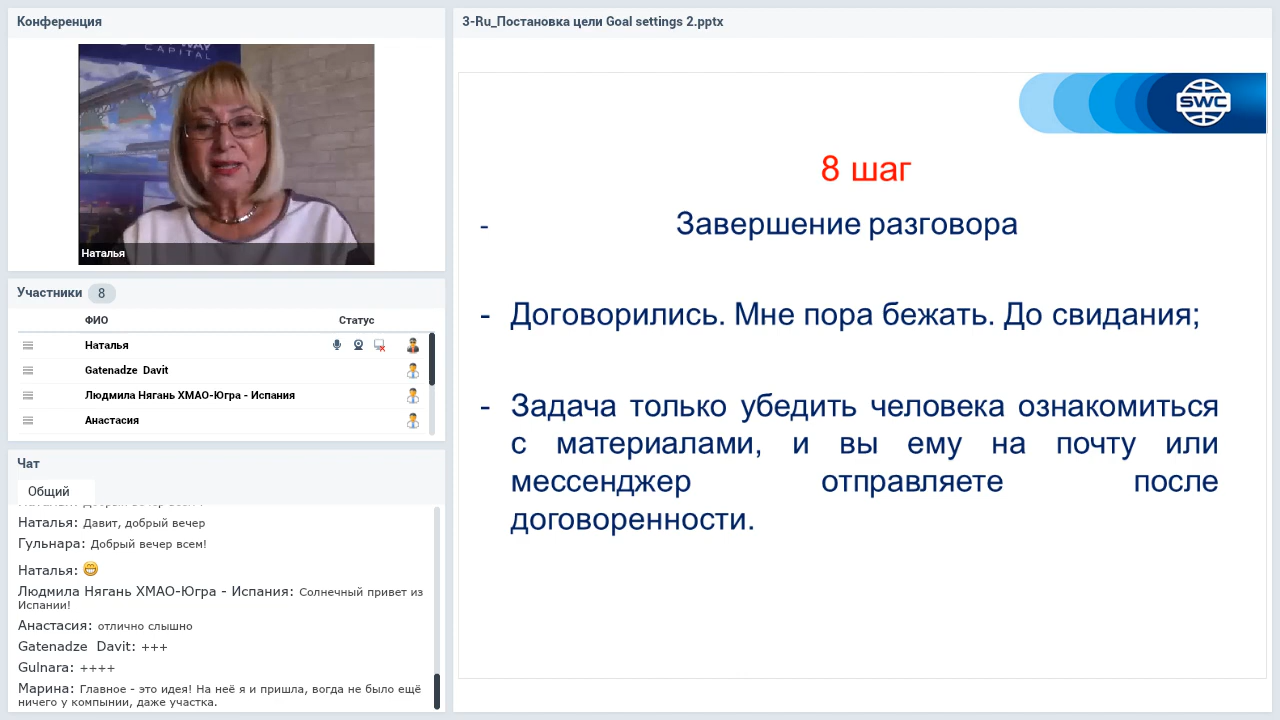 Конференция
WAY
CAPITAL
Наталья
Участники 8
ФИО Статус
Наталья
Gatenadze Davit
Людмила Нягань ХМАО-Югра - Испания
Анастасия
Чат
Общий
Наталья: Давит, добрый вечер
Гульнара: Добрый вечер всем!
Наталья:
Людмила Нягань ХМАО-Югра - Испания: Солнечный привет из
Испании!
Анастасия: отлично слышно
Gatenadze Davit: +++
Gulnara: ++++
Марина: Главное - это идея! На неё я и пришла, вогда не было ещё
ничего у компынии, даже участка.
3-Ru_Постановка цели Goal settings 2.pptx
SWC
8 шаг
- Завершение разговора
- Договорились. Мне пора бежать. До свидания;
- Задача только убедить человека ознакомиться
с материалами, и вы ему на почту или
мессенджер отправляете после
договоренности.